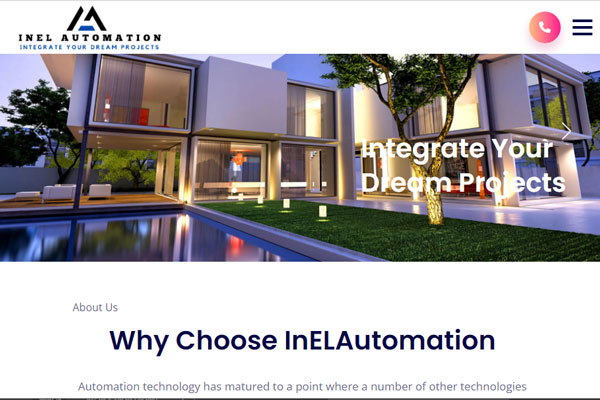 INEL AUTOMATION
INTEGRATE YOUR DREAM PROJECTS
Integrate Your
Dream Projects
About Us
Why Choose InELAutomation
Automation technology has matured to a point where a number of other technologies